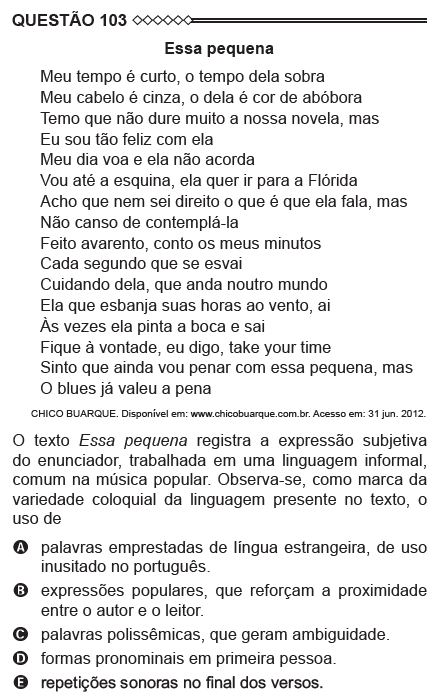 QUESTÃO 103
Essa pequena
Meu tempo é curto, o tempo dela sobra
Meu cabelo é cinza, o dela é cor de abóbora
Temo que não dure muito a nossa novela, mas
Eu sou tão feliz com ela
Meu dia voa e ela não acorda
Vou até a esquina, ela quer ir para a Flórida
Acho que nem sei direito o que é que ela fala, mas
Não canso de contemplá-la
Feito avarento, conto os meus minutos
Cada segundo que se esvai
Cuidando dela, que anda noutro mundo
Ela que esbanja suas horas ao vento, ai
Às vezes ela pinta a boca e sai
Fique à vontade, eu digo, take your time
Sinto que ainda vou penar com essa pequena, mas
O blues já valeu a pena
CHICO BUARQUE. Disponível em: www.chicobuarque.com.br. Acesso em: 31 jun. 2012.
O texto Essa pequena registra a expressão subjetiva
do enunciador, trabalhada em uma linguagem informal,
comum na música popular. Observa-se, como marca da
variedade coloquial da linguagem presente no texto, o
uso de
A palavras emprestadas de língua estrangeira, de uso
inusitado no português.
B expressões populares, que reforçam a proximidade
entre o autor e o leitor.
C palavras polissêmicas, que geram ambiguidade.
D formas pronominais em primeira pessoa.
E repetições sonoras no final dos versos.